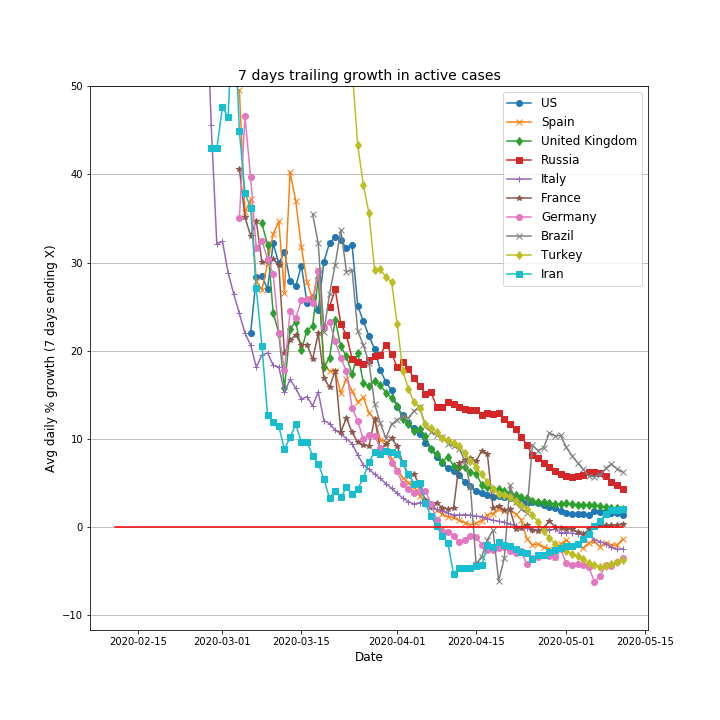 7 days trailing growth in active cases
US
Spain
United Kingdom
Russia
Italy
France
Germany
Brazil
Turkey
Iran
Avg daily % growth (7 days ending X)
50
40
30
20
10
0
−10
2020-02-15
2020-03-01
2020-03-15
2020-04-01
2020-04-15
2020-05-01
2020-05-15
Date